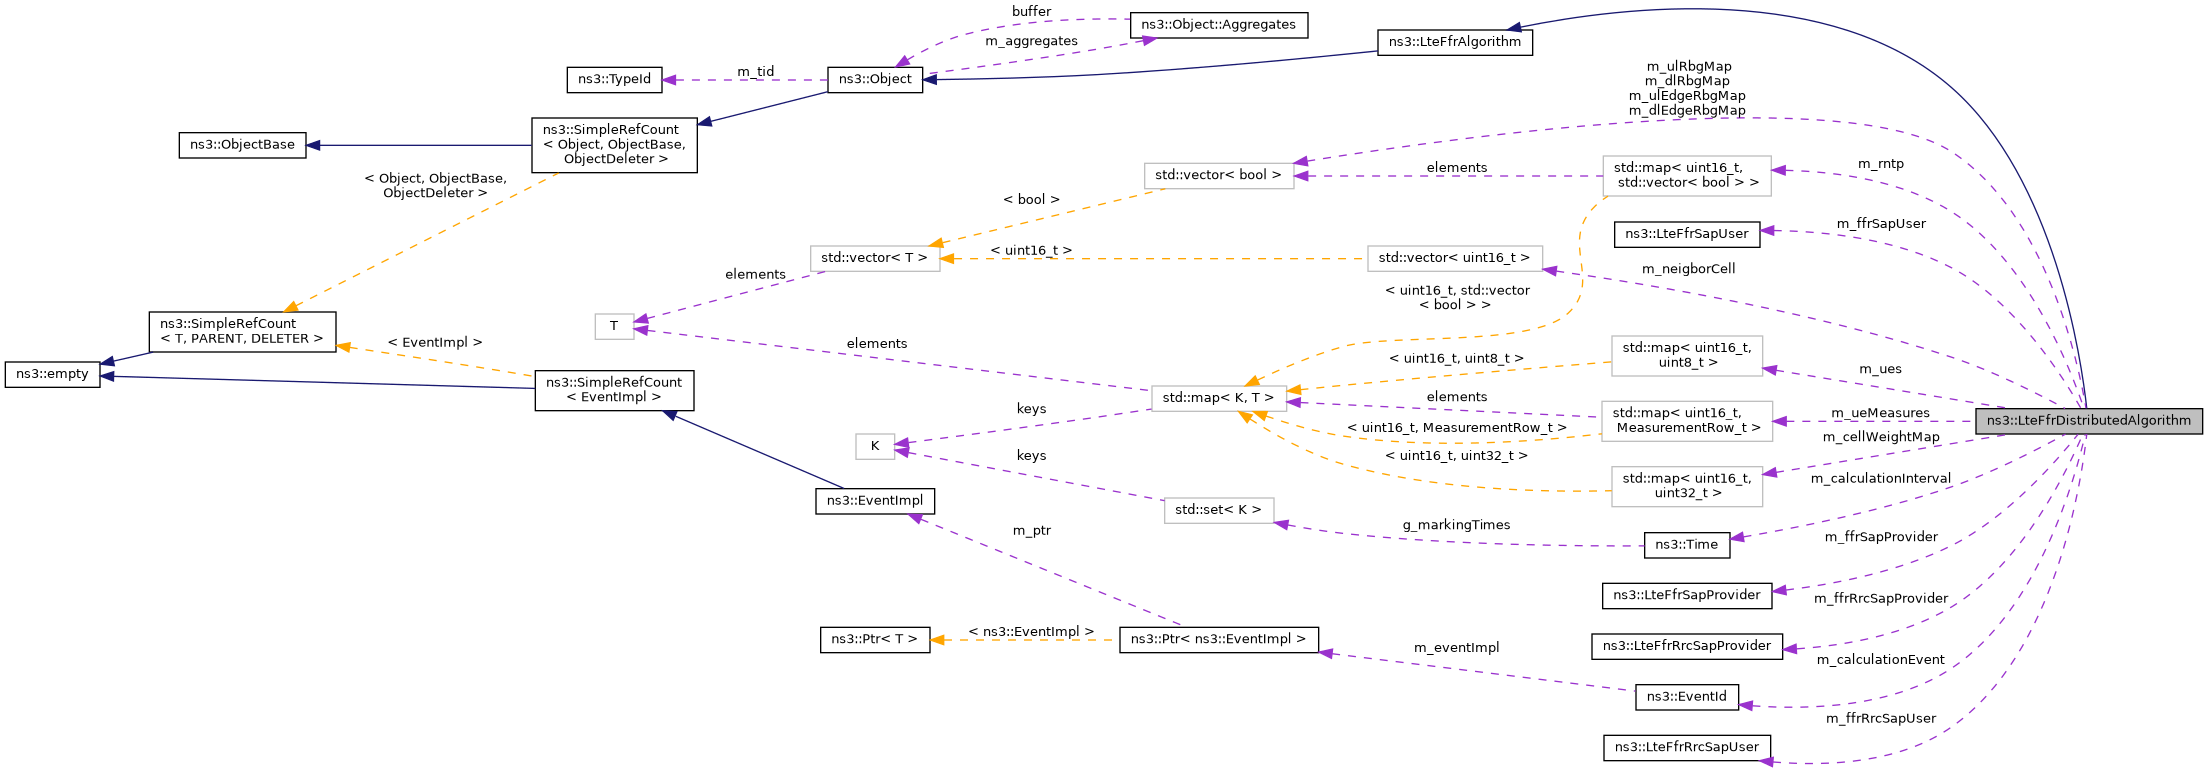 buffer
ns3::Object::Aggregates
m_aggregates
ns3::LteFfrAlgorithm
m_tid
ns3::TypeId
ns3::Object
m_ulRbgMap
m_dlRbgMap
m_ulEdgeRbgMap
m_dlEdgeRbgMap
ns3::ObjectBase
ns3::SimpleRefCount
< Object, ObjectBase,
ObjectDeleter >
< Object, ObjectBase,
ObjectDeleter >
std::vector< bool >
elements
std::map< uint16_t,
std::vector< bool > >
m_rntp
< bool >
ns3::LteFfrSapUser
m_ffrSapUser
std::vector< T >
< uint16_t >
std::vector< uint16_t >
m_neigborCell
elements
< uint16_t, std::vector
< bool > >
T
elements
ns3::SimpleRefCount
< T, PARENT, DELETER >
< EventImpl >
< uint16_t, uint8_t >
std::map< uint16_t,
uint8_t >
m_ues
ns3::empty
ns3::SimpleRefCount
< EventImpl >
std::map< K, T >
elements
keys
std::map< uint16_t,
MeasurementRow_t >
m_ueMeasures
ns3::LteFfrDistributedAlgorithm
< uint16_t, MeasurementRow_t >
m_cellWeightMap
K
keys
< uint16_t, uint32_t >
std::map< uint16_t,
uint32_t >
m_calculationInterval
ns3::EventImpl
std::set< K >
g_markingTimes
m_ptr
ns3::Time
m_ffrSapProvider
ns3::LteFfrSapProvider
m_ffrRrcSapProvider
ns3::Ptr< T >
< ns3::EventImpl >
ns3::Ptr< ns3::EventImpl >
m_eventImpl
ns3::LteFfrRrcSapProvider
m_calculationEvent
ns3::EventId
m_ffrRrcSapUser
ns3::LteFfrRrcSapUser